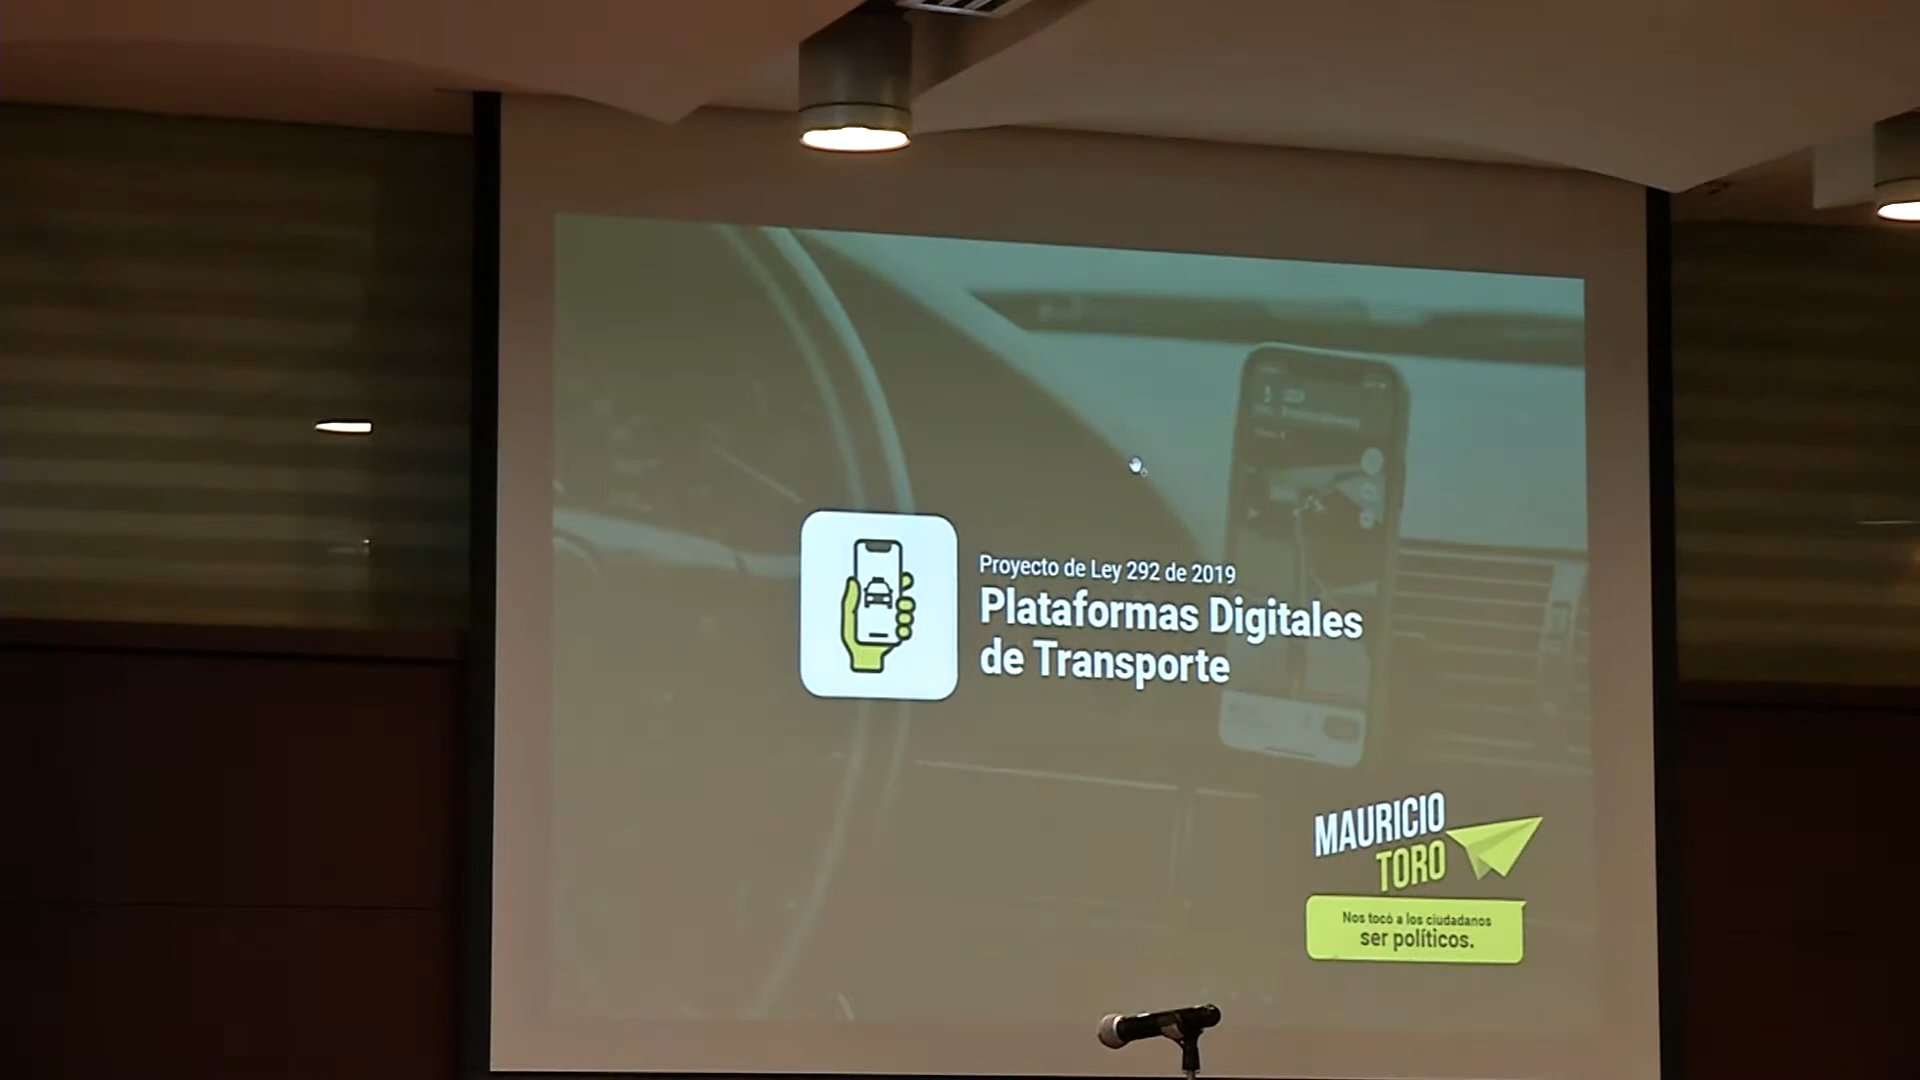 Proyecto de Ley 292 de 2019
Plataformas Digitales
de Transporte
MAURICIO
TORO
Nos tocó a los ciudadanos
ser políticos.